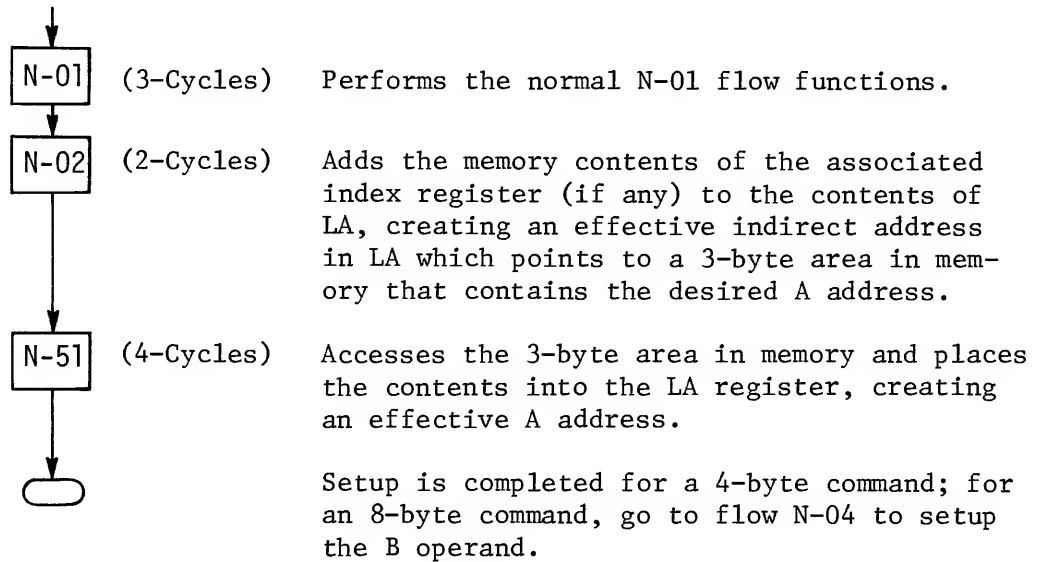 N-01 (3-Cycles) Performs the normal N-01 flow functions.
N-02 (2-Cycles) Adds the memory contents of the associated
index register (if any) to the contents of
LA, creating an effective indirect address
in LA which points to a 3-byte area in mem-
ory that contains the desired A address.
N-51 (4-Cycles) Accesses the 3-byte area in memory and places
the contents into the LA register, creating
an effective A address.
Setup is completed for a 4-byte command; for
an 8-byte command, go to flow N-04 to setup
the B operand.